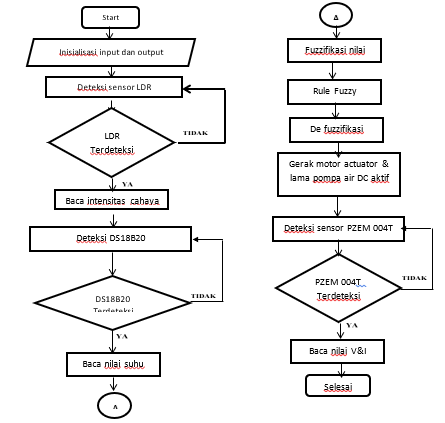 Start
Inisialisasi input dan output
Deteksi sensor LDR
LDR
Terdeteksi
TIDAK
YA
Baca intensitas cahaya
Deteksi DS18B20
DS18B20
Terdeteksi
TIDAK
YA
Baca nilai suhu
A
A
Fuzzifikasi nilai
Rule Fuzzy
De fuzzifikasi
Gerak motor actuator &
lama pompa air DC aktif
Deteksi sensor PZEM 004T
PZEM 004T
Terdeteksi
TIDAK
YA
Baca nilai V&I
Selesai